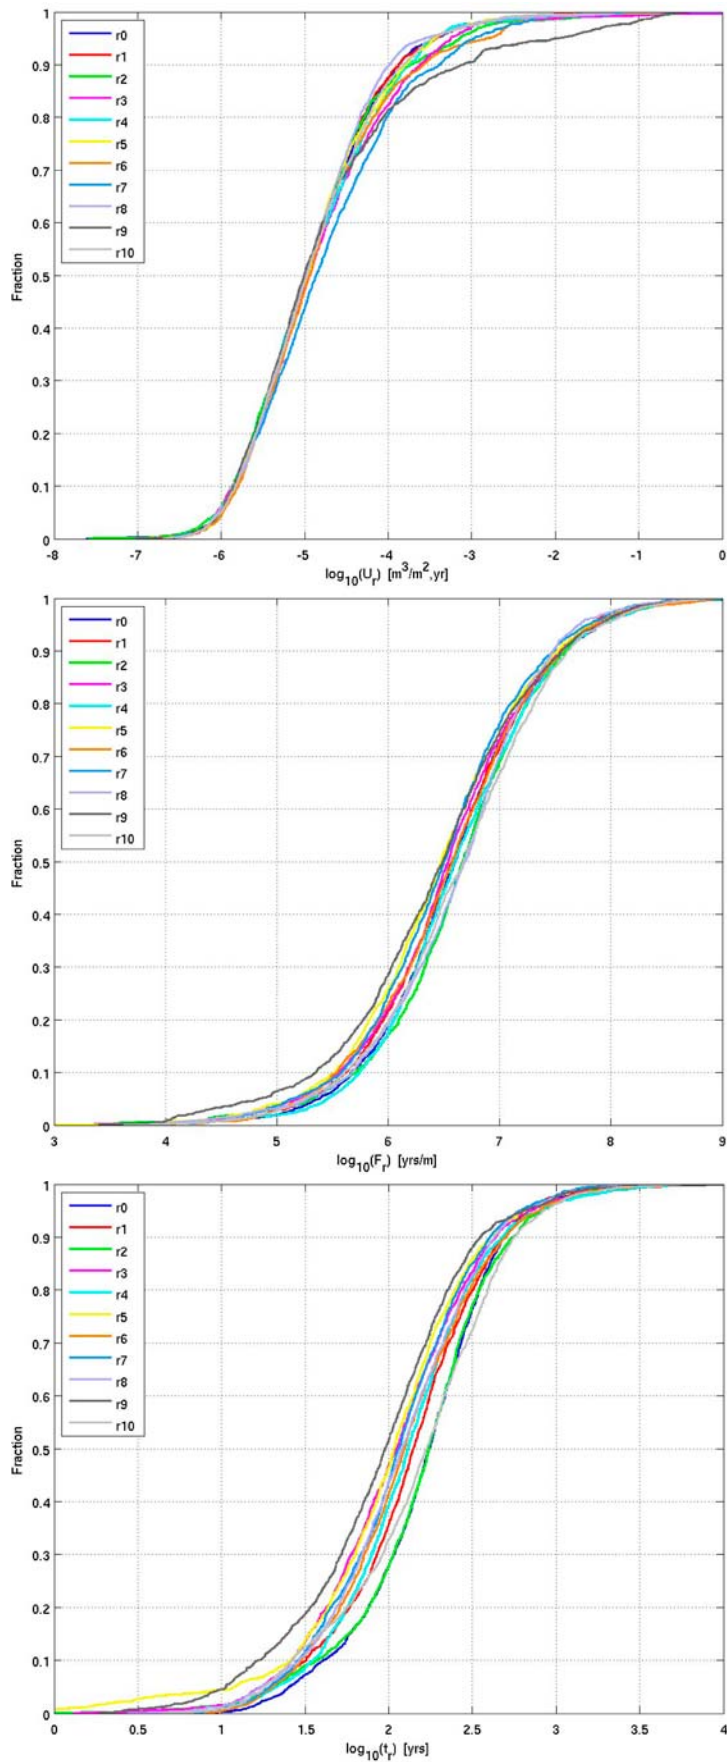 1
0.9
0.8
0.7
0.6
0.5
0.4
0.3
0.2
0.1
0
Fraction
r0
r1
r2
r3
r4
r5
r6
r7
r8
r9
r10
-8 -7 -6 -5 -4 -3 -2 -1 0
log10(Ur) [m³/m²,yr]
1
0.9
0.8
0.7
0.6
0.5
0.4
0.3
0.2
0.1
0
Fraction
r0
r1
r2
r3
r4
r5
r6
r7
r8
r9
r10
3 4 5 6 7 8 9
log10(Fr) [yrs/m]
1
0.9
0.8
0.7
0.6
0.5
0.4
0.3
0.2
0.1
0
Fraction
r0
r1
r2
r3
r4
r5
r6
r7
r8
r9
r10
0 0.5 1 1.5 2 2.5 3 3.5 4
log10(tr) [yrs]